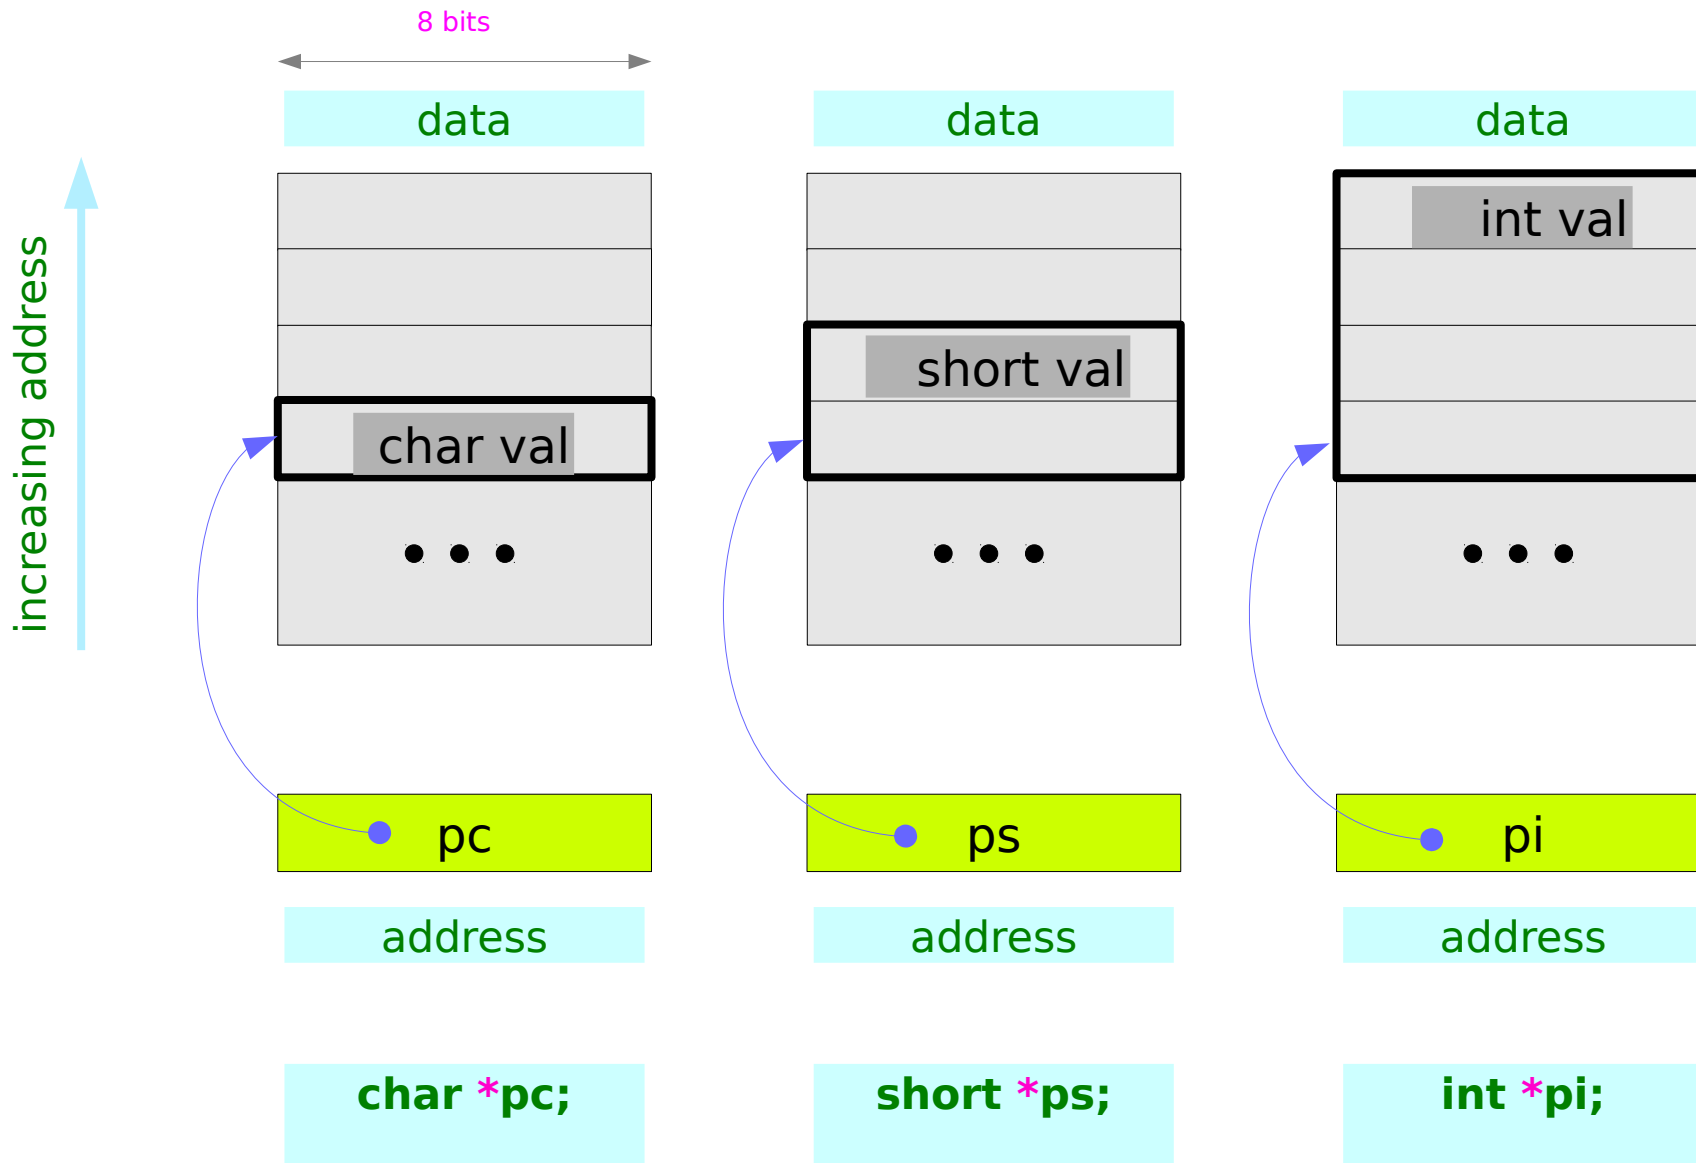 8 bits
data
data
data
increasing address
int val
short val
char val
pc
ps
pi
address
address
address
char *pc;
short *ps;
int *pi;